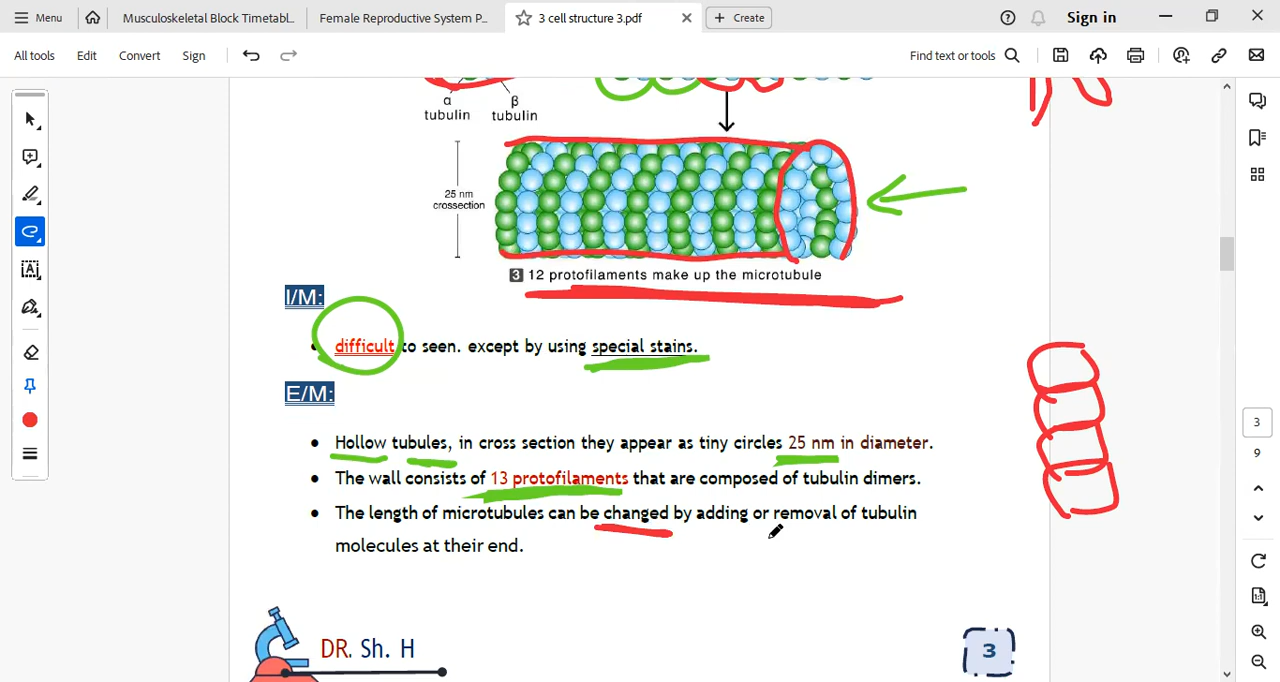 Menu
Musculoskeletal Block Timetabl...
Female Reproductive System P...
3 cell structure 3.pdf
Create
Sign in
All tools
Edit
Convert
Sign
Find text or tools
α
tubulin
β
tubulin
25 nm
crossection
3 12 protofilaments make up the microtubule
l/M:
• difficult to seen. except by using special stains.
E/M:
• Hollow tubules, in cross section they appear as tiny circles 25 nm in diameter.
• The wall consists of 13 protofilaments that are composed of tubulin dimers.
• The length of microtubules can be changed by adding or removal of tubulin
molecules at their end.
DR. Sh. H
3
3
9
1:1